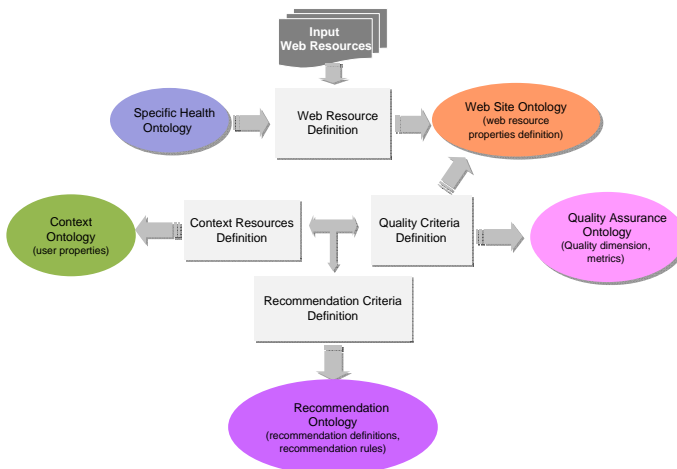 Input
Web Resources
Specific Health
Ontology
Web Resource
Definition
Web Site Ontology
(web resource
properties definition)
Context
Ontology
(user properties)
Context Resources
Definition
Quality Criteria
Definition
Quality Assurance
Ontology
(Quality dimension,
metrics)
Recommendation Criteria
Definition
Recommendation
Ontology
(recommendation definitions,
recommendation rules)